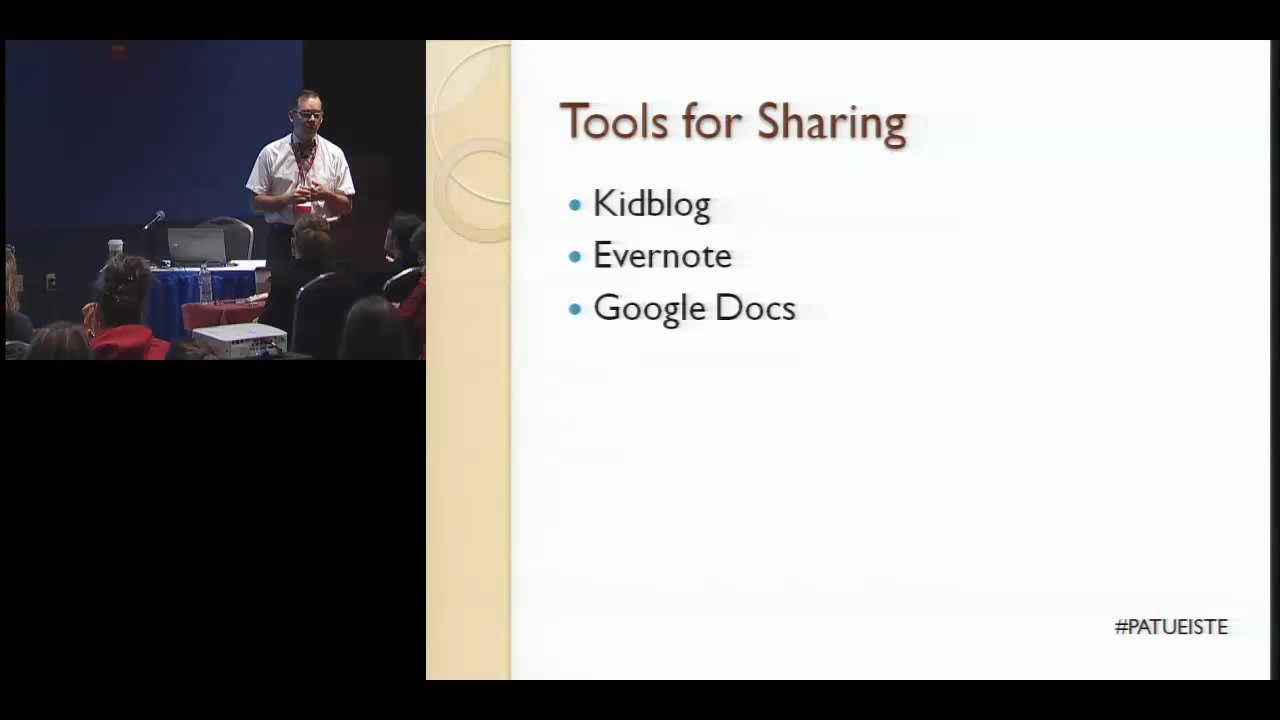 Tools for Sharing
Kidblog
Evernote
Google Docs
#PATUEISTE